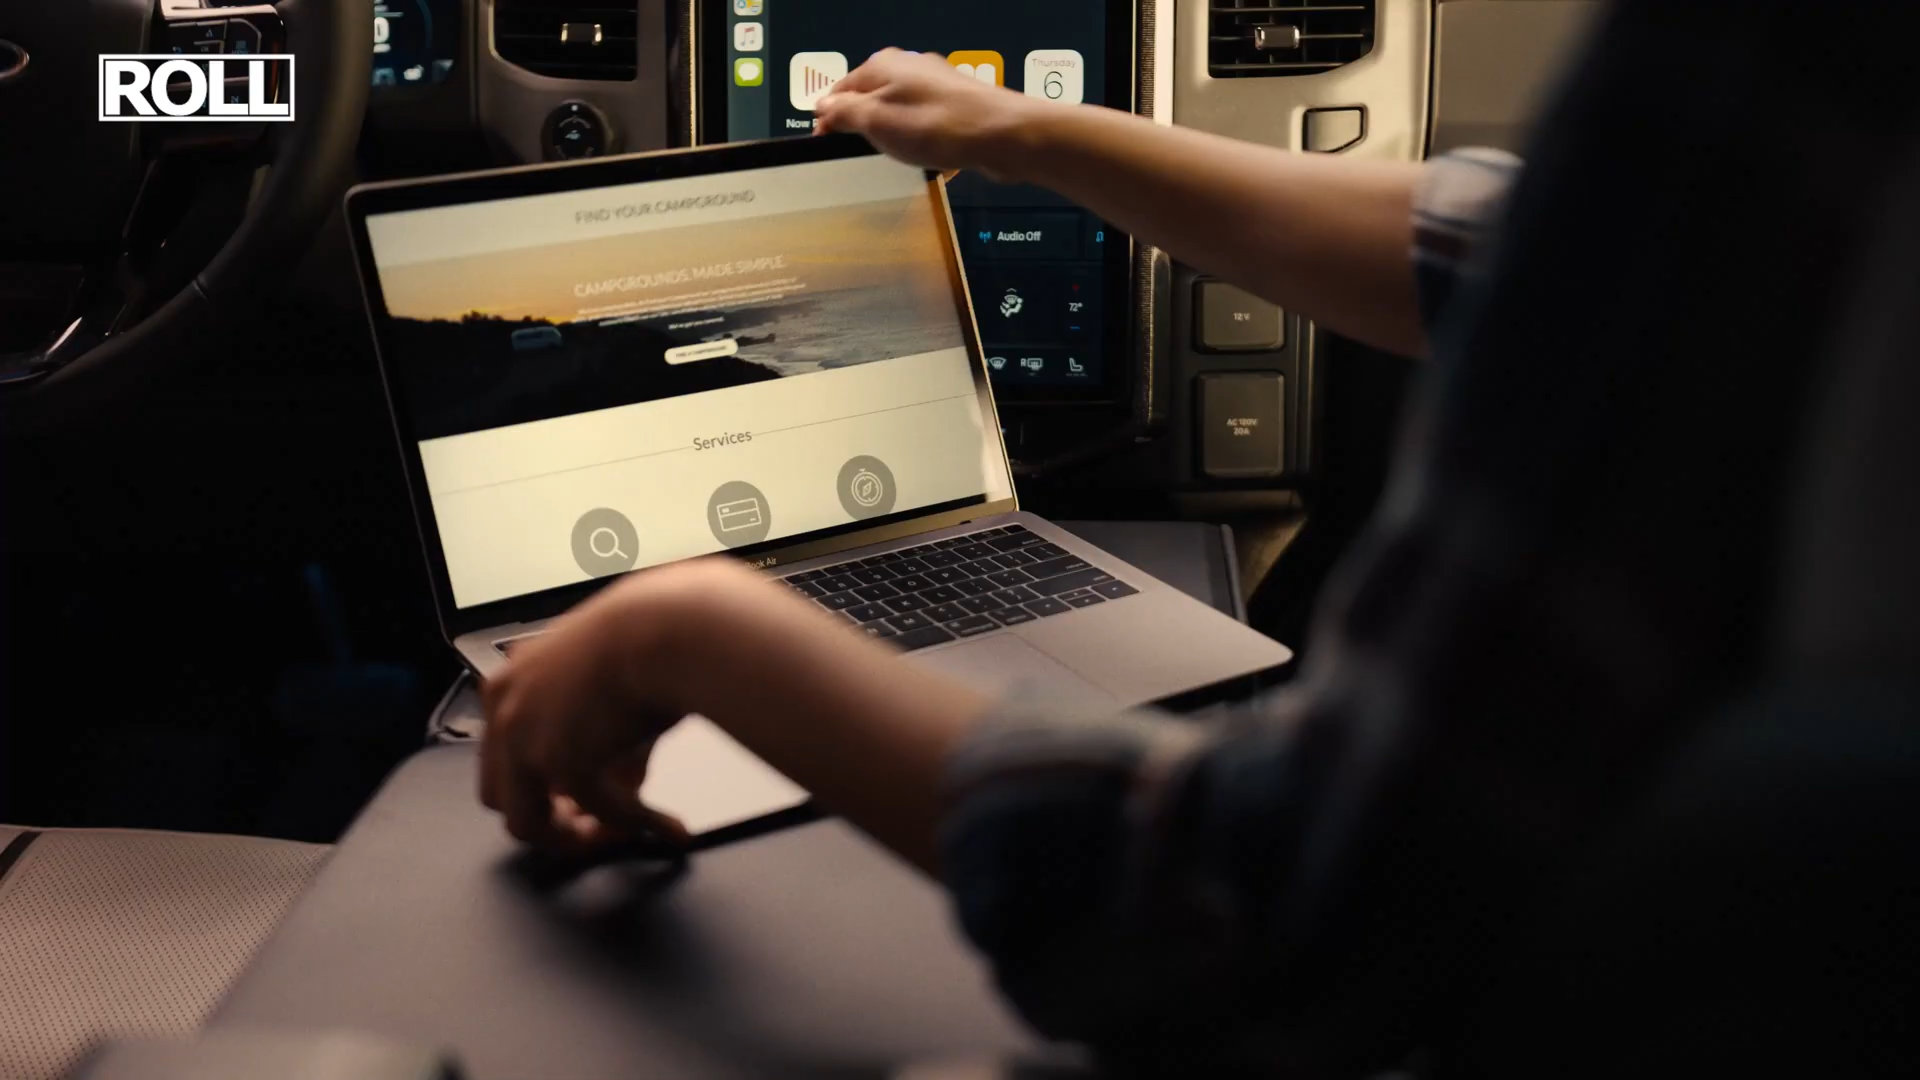 ROLL
Thursday
6
Now
FIND YOUR CAMPGROUND
Audio Off
CAMPGROUNDS. MADE SIMPLE.
72°
12V
Services
AC 120V
20A
Book Air